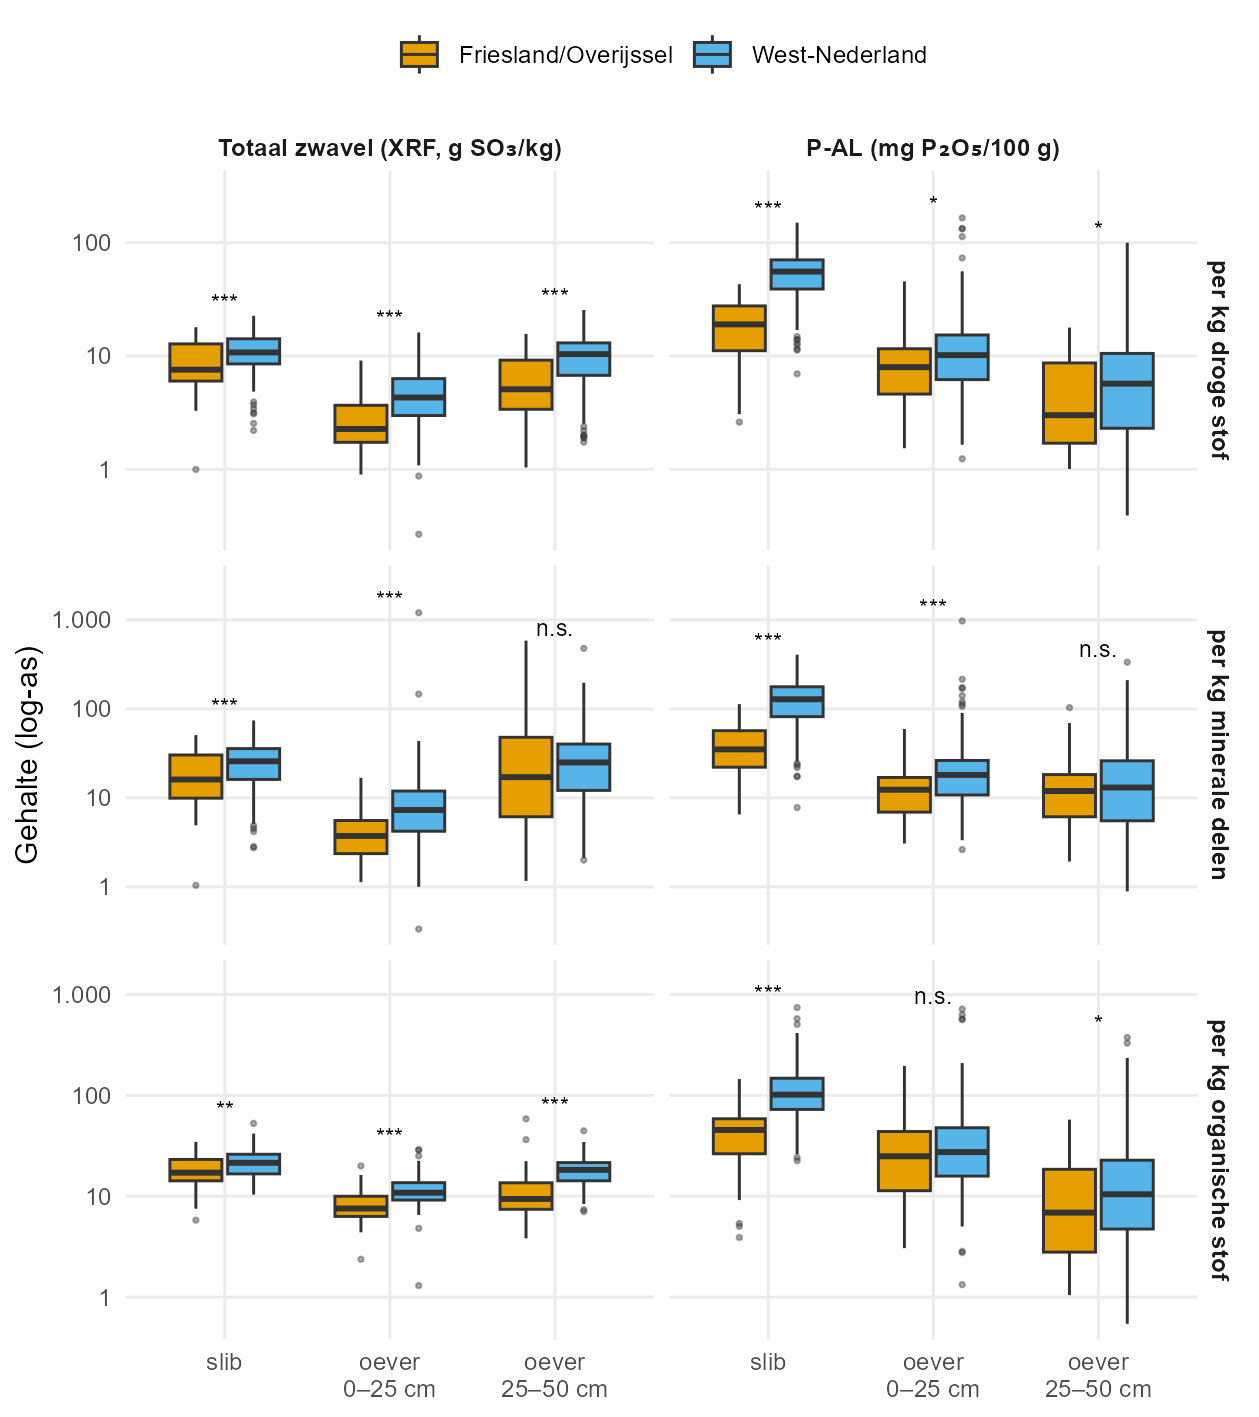 Friesland/Overijssel West-Nederland
Totaal zwavel (XRF, g SO₃/kg) P-AL (mg P₂O₅/100 g)
*** *** *** *** * *
100
10
1
per kg droge stof
*** *** n.s. *** *** n.s.
1.000
100
10
1
per kg minerale delen
Gehalte (log-as)
** *** *** *** n.s. *
1.000
100
10
1
per kg organische stof
slib oever slib oever
0–25 cm 25–50 cm 0–25 cm 25–50 cm